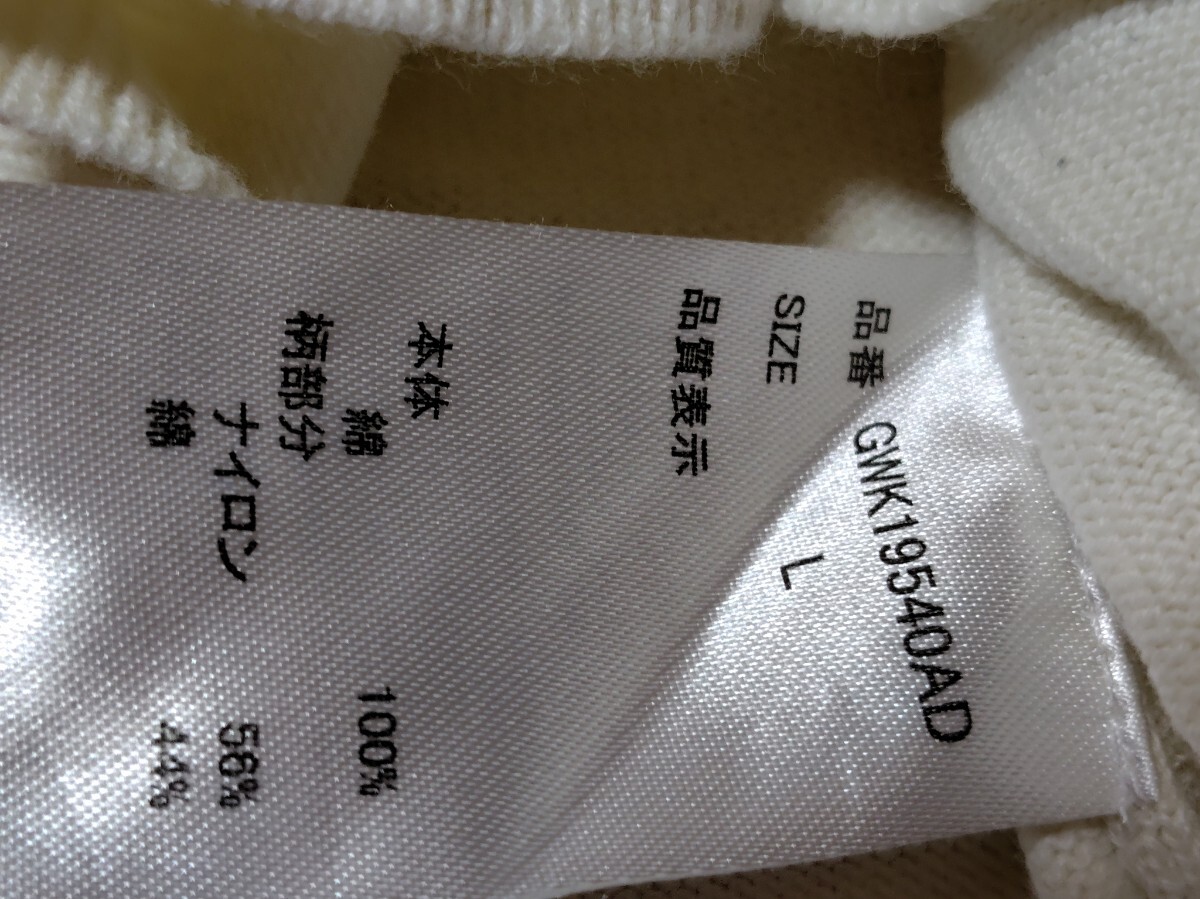 品番 GWK19540AD
SIZE L
品質表示
本体
綿 100%
柄部分
ナイロン 56%
綿 44%